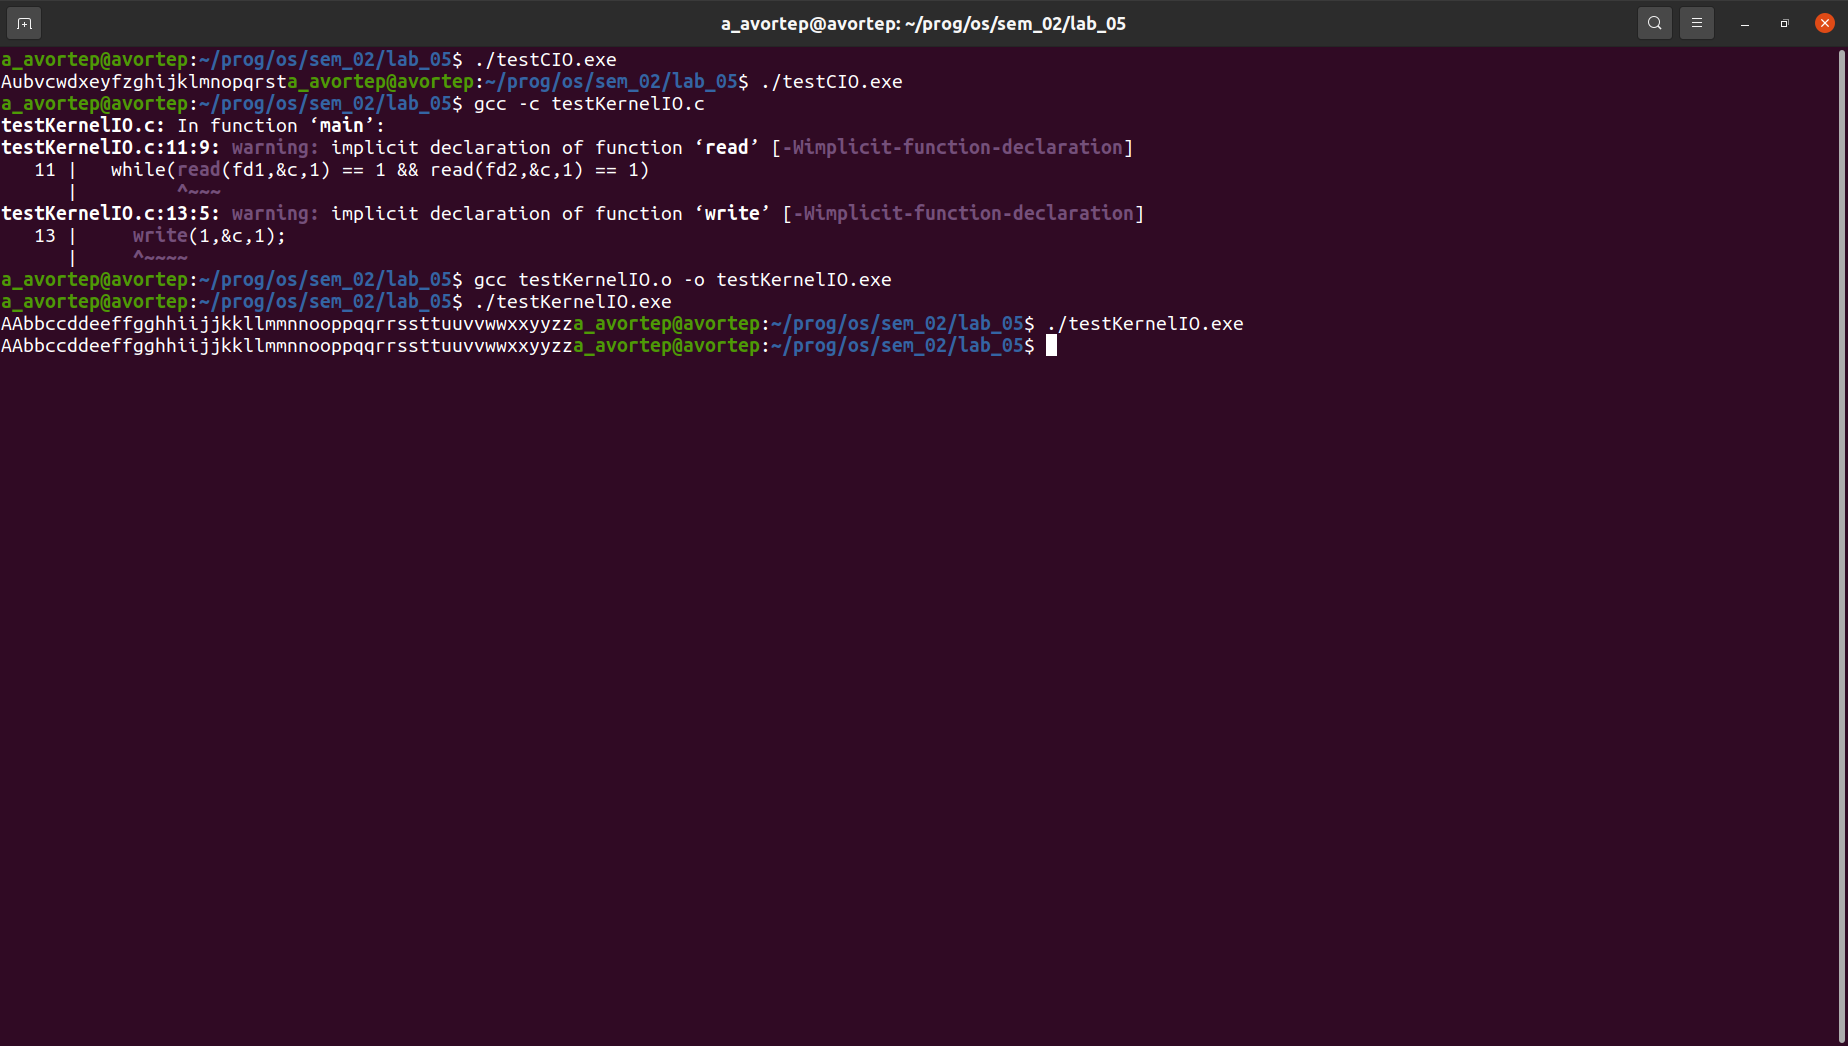 a_avortep@avortep: ~/prog/os/sem_02/lab_05
a_avortep@avortep:~/prog/os/sem_02/lab_05$ ./testCIO.exe
Aubvcwdxeyfzghijklmnopqrsta_avortep@avortep:~/prog/os/sem_02/lab_05$ ./testCIO.exe
a_avortep@avortep:~/prog/os/sem_02/lab_05$ gcc -c testKernelIO.c
testKernelIO.c: In function ‘main’:
testKernelIO.c:11:9: warning: implicit declaration of function ‘read’ [-Wimplicit-function-declaration]
   11 |   while(read(fd1,&c,1) == 1 && read(fd2,&c,1) == 1)
      |         ^~~~
testKernelIO.c:13:5: warning: implicit declaration of function ‘write’ [-Wimplicit-function-declaration]
   13 |     write(1,&c,1);
      |     ^~~~~
a_avortep@avortep:~/prog/os/sem_02/lab_05$ gcc testKernelIO.o -o testKernelIO.exe
a_avortep@avortep:~/prog/os/sem_02/lab_05$ ./testKernelIO.exe
AAbbccddeeffgghhiijjkkllmmnnooppqqrrssttuuvvwwxxyyzza_avortep@avortep:~/prog/os/sem_02/lab_05$ ./testKernelIO.exe
AAbbccddeeffgghhiijjkkllmmnnooppqqrrssttuuvvwwxxyyzza_avortep@avortep:~/prog/os/sem_02/lab_05$